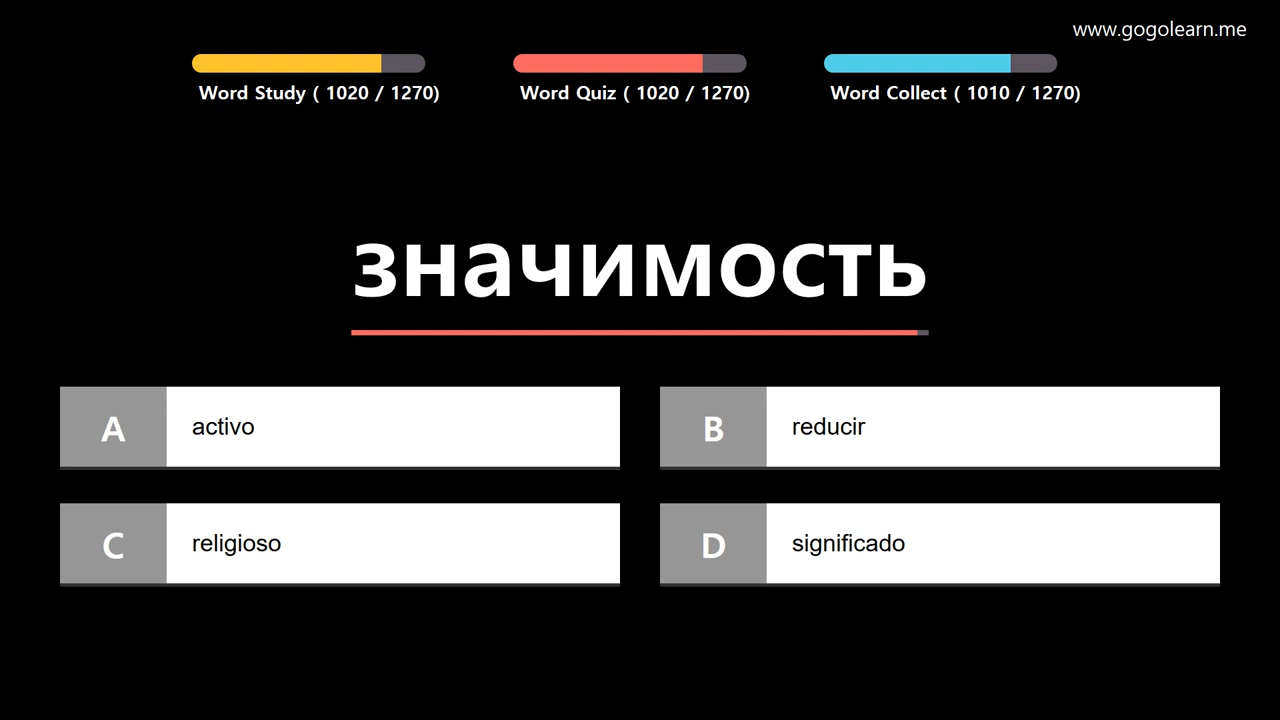 www.gogolearn.me
Word Study ( 1020 / 1270)
Word Quiz ( 1020 / 1270)
Word Collect ( 1010 / 1270)
значимость
A activo
B reducir
C religioso
D significado